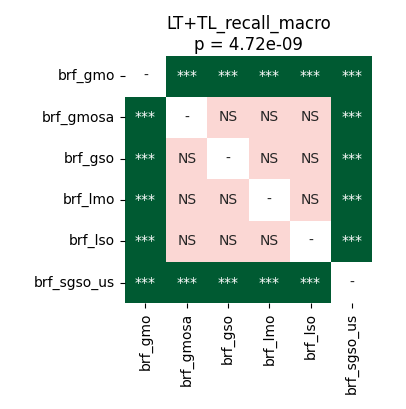 LT+TL_recall_macro
p = 4.72e-09
brf_gmo - *** *** *** *** ***
brf_gmosa *** - NS NS NS ***
brf_gso *** NS - NS NS ***
brf_lmo *** NS NS - NS ***
brf_lso *** NS NS NS - ***
brf_sgso_us *** *** *** *** *** -
brf_gmo
brf_gmosa
brf_gso
brf_lmo
brf_lso
brf_sgso_us